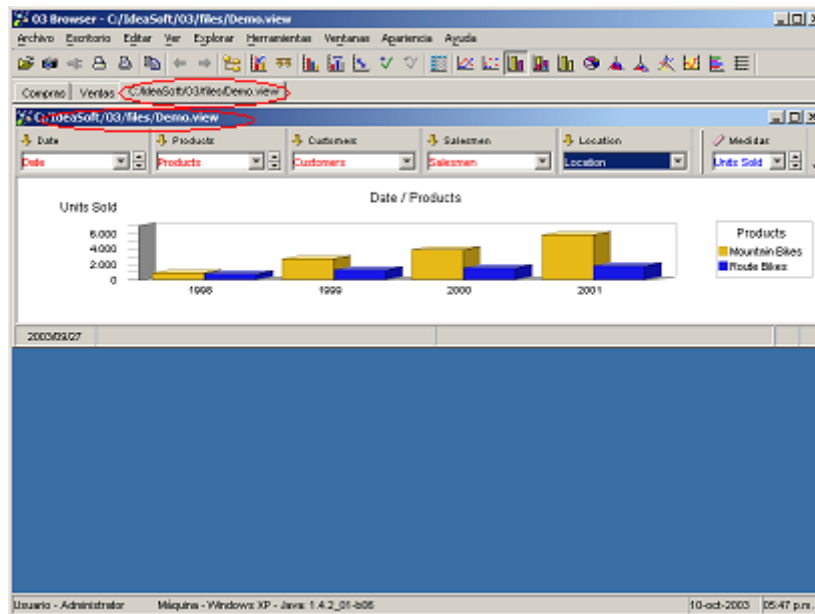 O3 Browser - C:/IdeaSoft/O3/files/Demo.view
Archivo Escritorio Editar Ver Explorar Herramientas Ventanas Apariencia Ayuda
Compras Ventas C:/IdeaSoft/O3/files/Demo.view
C:/IdeaSoft/O3/files/Demo.view
Date Products Customers Salesmen Location Medidas
Date Products Customers Salesmen Location Units Sold
Date / Products
Units Sold
6.000
4.000
2.000
0
1998 1999 2000 2001
Products
Mountain Bikes
Route Bikes
2003/09/27
Usuario - Administrator Máquina - Windows XP - Java: 1.4.2_01-b06 10-oct-2003 05:47 p.m.